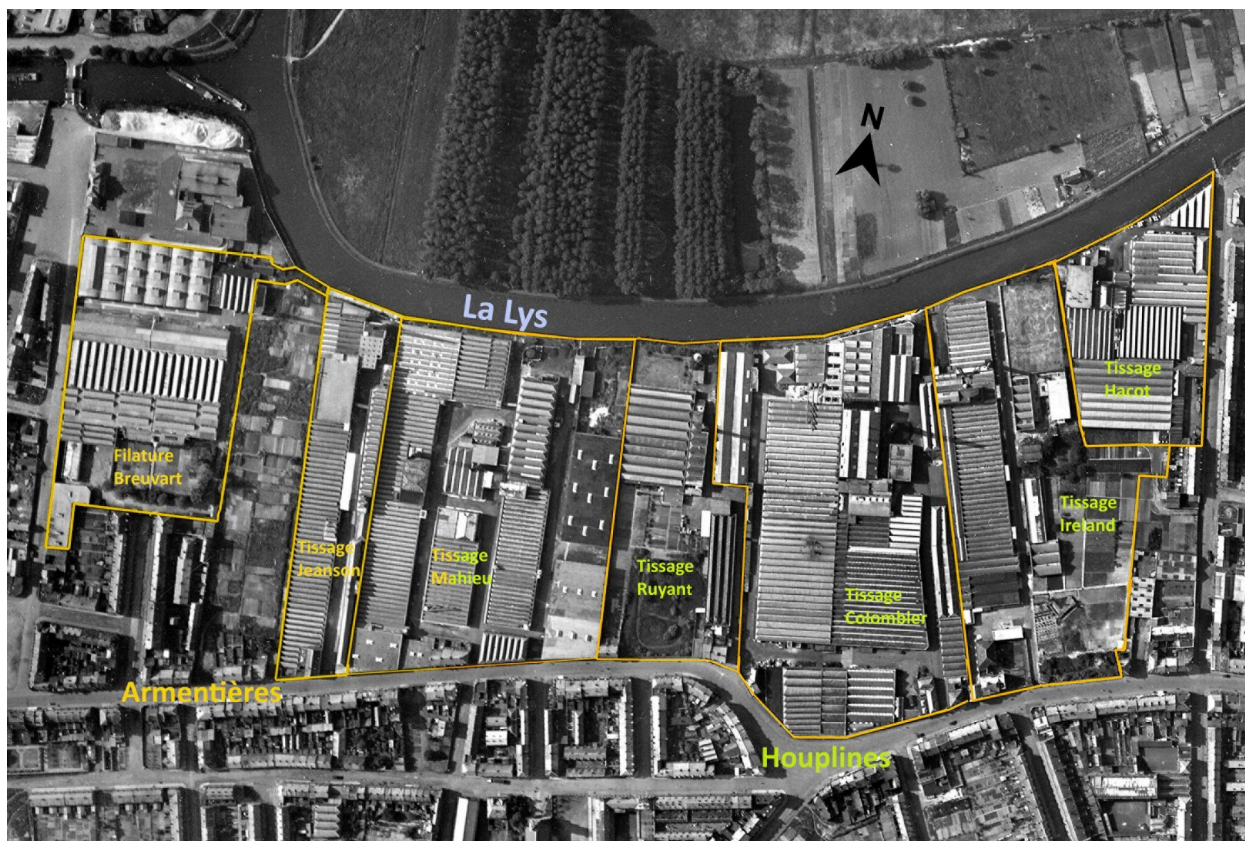 N
La Lys
Tissage
Hacot
Filature
Breuvart
Tissage
Jeanson
Tissage
Mahieu
Tissage
Ruyant
Tissage
Colombier
Tissage
Ireland
Armentières
Houplines